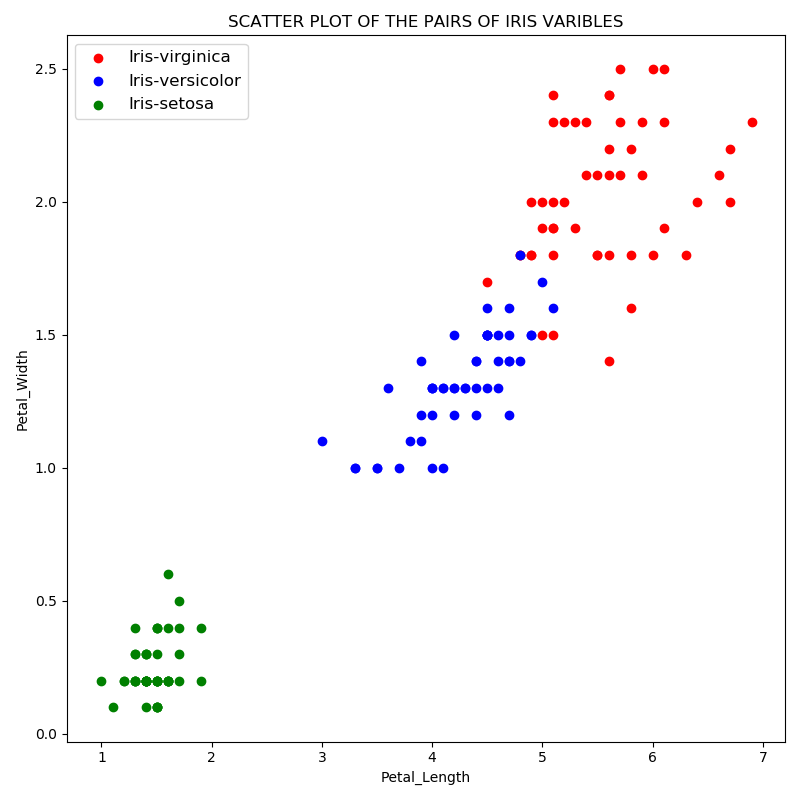 SCATTER PLOT OF THE PAIRS OF IRIS VARIBLES
Iris-virginica
Iris-versicolor
Iris-setosa
2.5
2.0
1.5
1.0
0.5
0.0
Petal_Width
1 2 3 4 5 6 7
Petal_Length